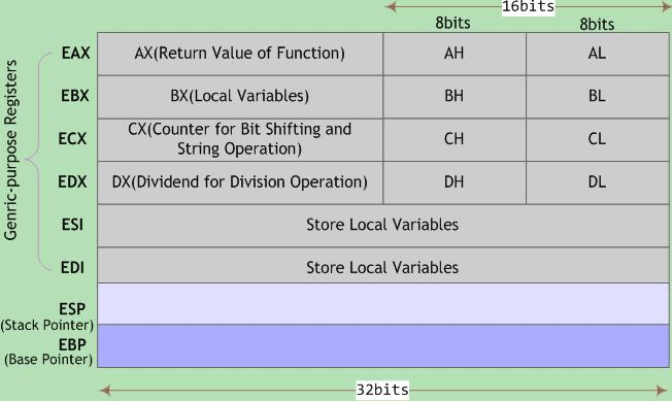 16bits
8bits 8bits
EAX AX(Return Value of Function) AH AL
EBX BX(Local Variables) BH BL
ECX CX(Counter for Bit Shifting and
String Operation) CH CL
EDX DX(Dividend for Division Operation) DH DL
ESI Store Local Variables
EDI Store Local Variables
Genric-purpose Registers
ESP
(Stack Pointer)
EBP
(Base Pointer)
32bits